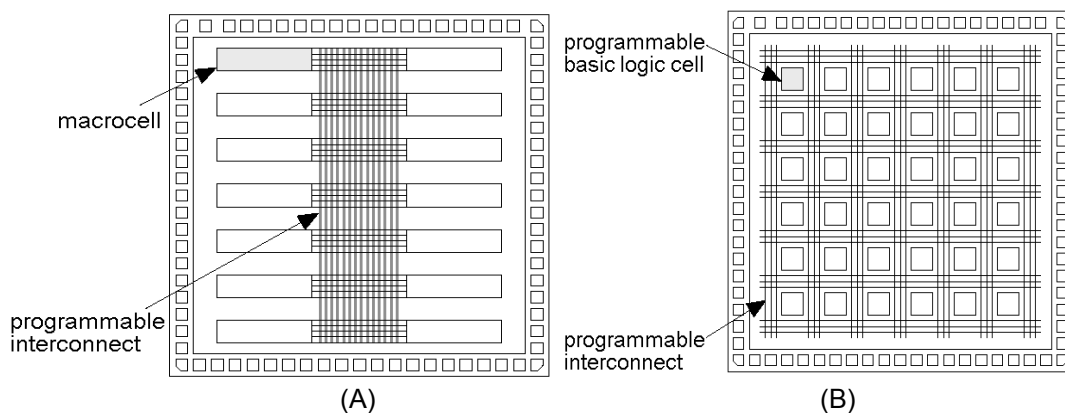 macrocell
programmable
interconnect
(A)
programmable
basic logic cell
programmable
interconnect
(B)